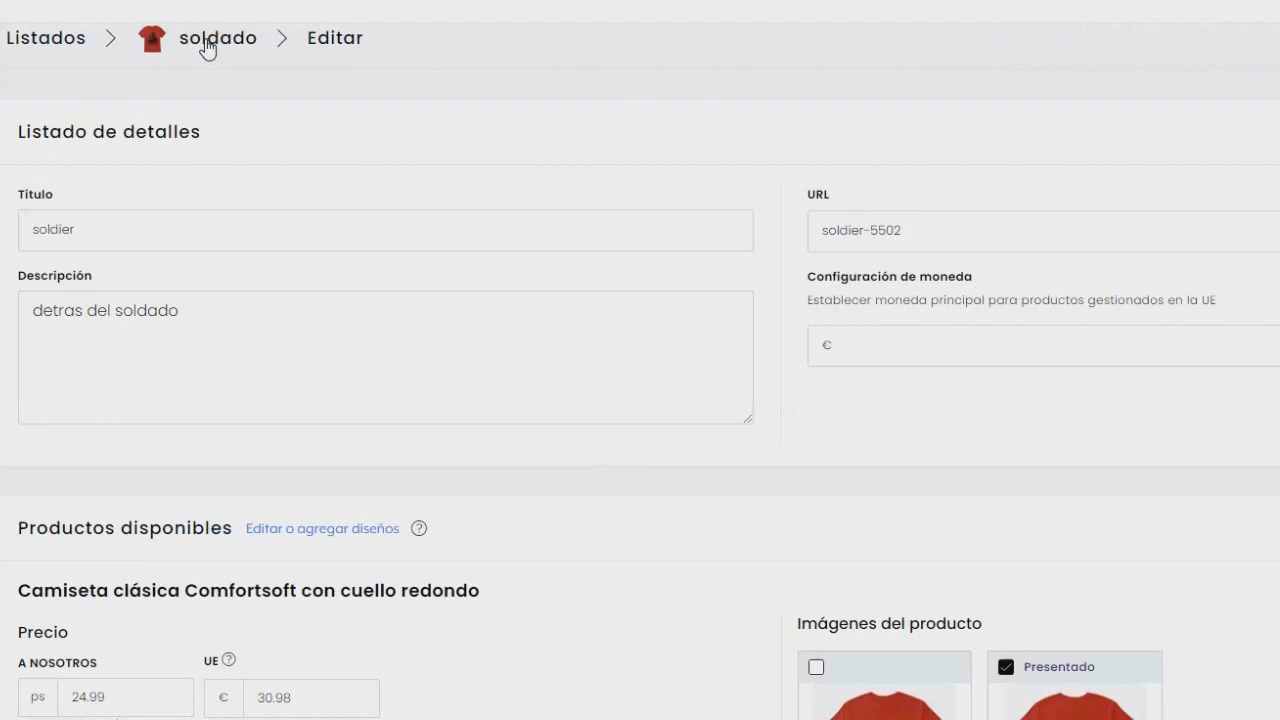 Listados > soldado > Editar
Listado de detalles
Título
soldier
URL
soldier-5502
Descripción
detras del soldado
Configuración de moneda
Establecer moneda principal para productos gestionados en la UE
€
Productos disponibles Editar o agregar diseños ?
Camiseta clásica Comfortsoft con cuello redondo
Precio
A NOSOTROS UE ?
ps 24.99 € 30.98
Imágenes del producto
Presentado